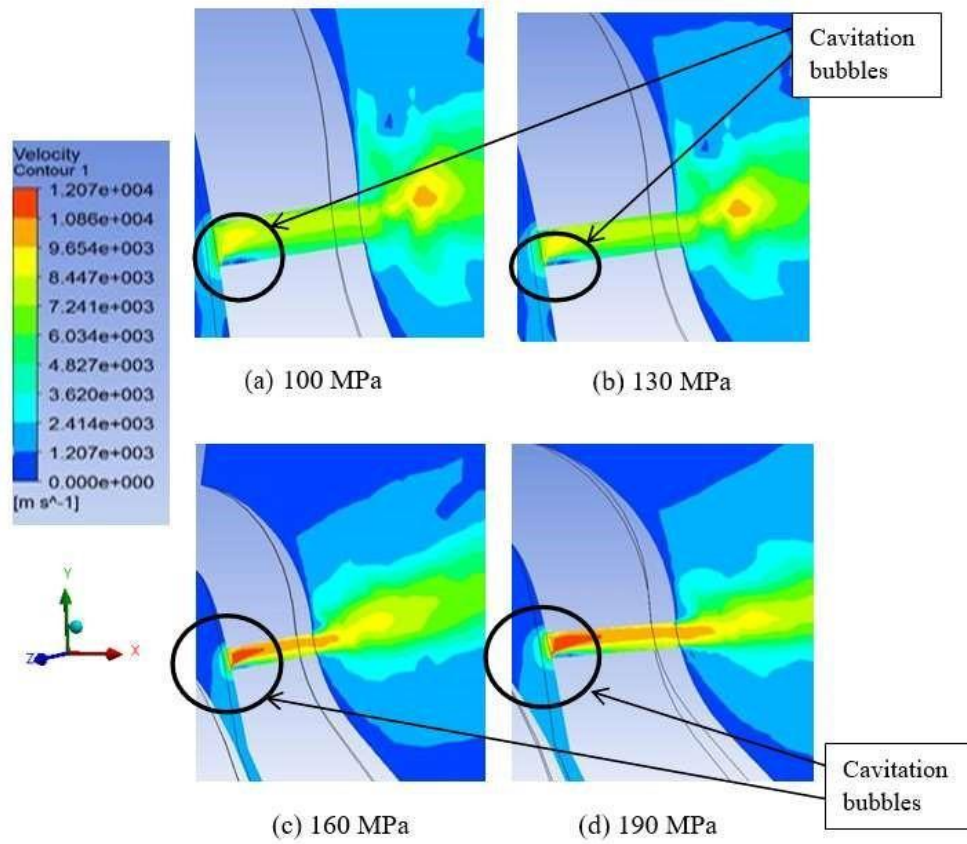 Cavitation
bubbles
Velocity
Contour 1
1.207e+004
1.086e+004
9.654e+003
8.447e+003
7.241e+003
6.034e+003
4.827e+003
3.620e+003
2.414e+003
1.207e+003
0.000e+000
[m s^-1]
(a) 100 MPa
(b) 130 MPa
Y
Z
X
(c) 160 MPa
(d) 190 MPa
Cavitation
bubbles